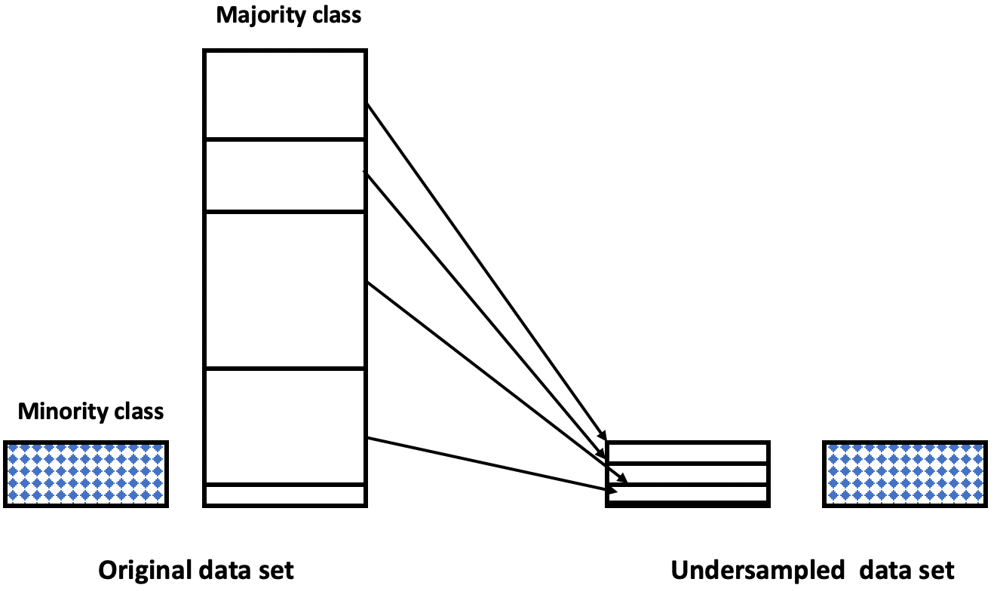 Majority class
Minority class
Original data set
Undersampled data set